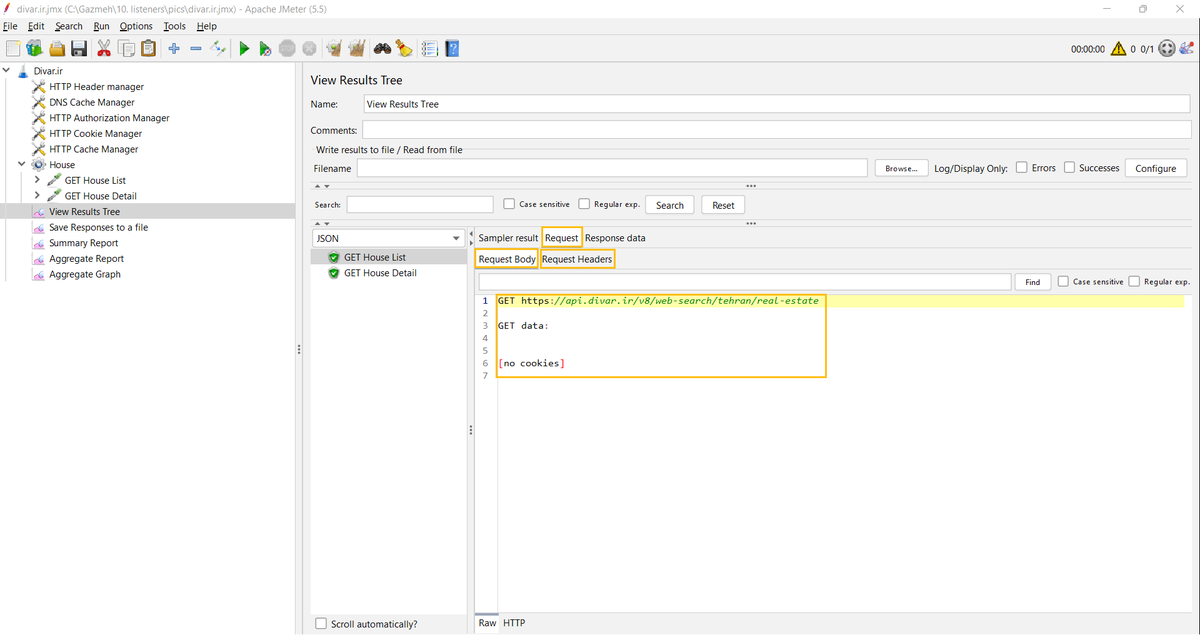 divar.ir.jmx (C:\Gazmeh\10. listeners\pics\divar.ir.jmx) - Apache JMeter (5.5)
File Edit Search Run Options Tools Help
00:00:00 0 0/1
Divar.ir
HTTP Header manager
DNS Cache Manager
HTTP Authorization Manager
HTTP Cookie Manager
HTTP Cache Manager
House
GET House List
GET House Detail
View Results Tree
Save Responses to a file
Summary Report
Aggregate Report
Aggregate Graph
View Results Tree
Name: View Results Tree
Comments:
Write results to file / Read from file
Filename Browse... Log/Display Only: Errors Successes Configure
Search: Case sensitive Regular exp. Search Reset
JSON
GET House List
GET House Detail
Scroll automatically?
Sampler result Request Response data
Request Body Request Headers
Find Case sensitive Regular exp.
1 GET https://api.divar.ir/v8/web-search/tehran/real-estate
2
3 GET data:
4
5
6 [no cookies]
7
Raw HTTP